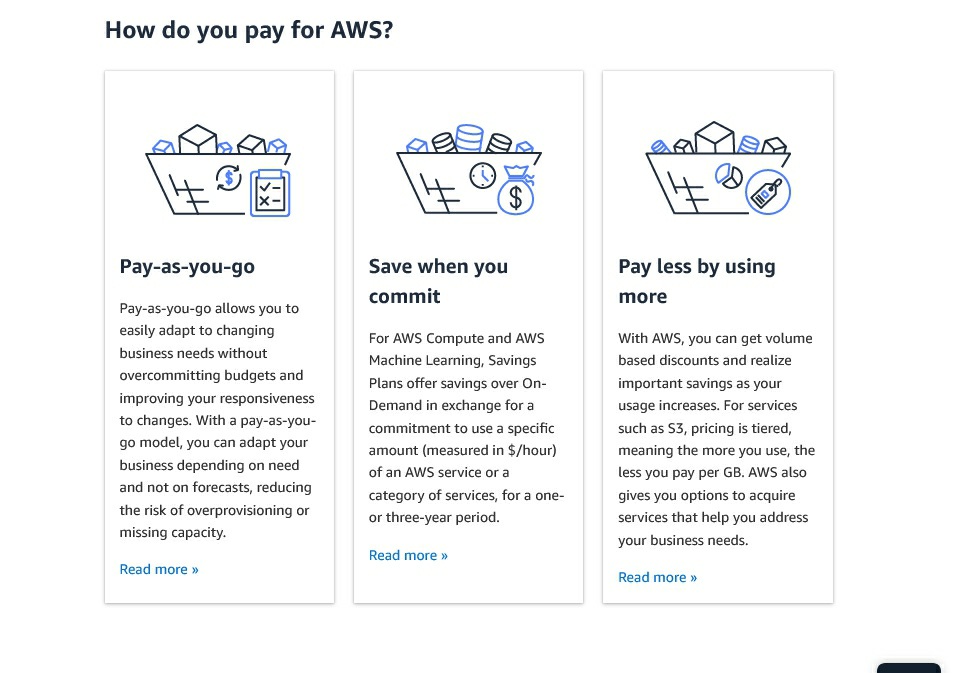 How do you pay for AWS?
Pay-as-you-go
Pay-as-you-go allows you to
easily adapt to changing
business needs without
overcommitting budgets and
improving your responsiveness
to changes. With a pay-as-you-
go model, you can adapt your
business depending on need
and not on forecasts, reducing
the risk of overprovisioning or
missing capacity.
Read more »
Save when you
commit
For AWS Compute and AWS
Machine Learning, Savings
Plans offer savings over On-
Demand in exchange for a
commitment to use a specific
amount (measured in $/hour)
of an AWS service or a
category of services, for a one-
or three-year period.
Read more »
Pay less by using
more
With AWS, you can get volume
based discounts and realize
important savings as your
usage increases. For services
such as S3, pricing is tiered,
meaning the more you use, the
less you pay per GB. AWS also
gives you options to acquire
services that help you address
your business needs.
Read more »